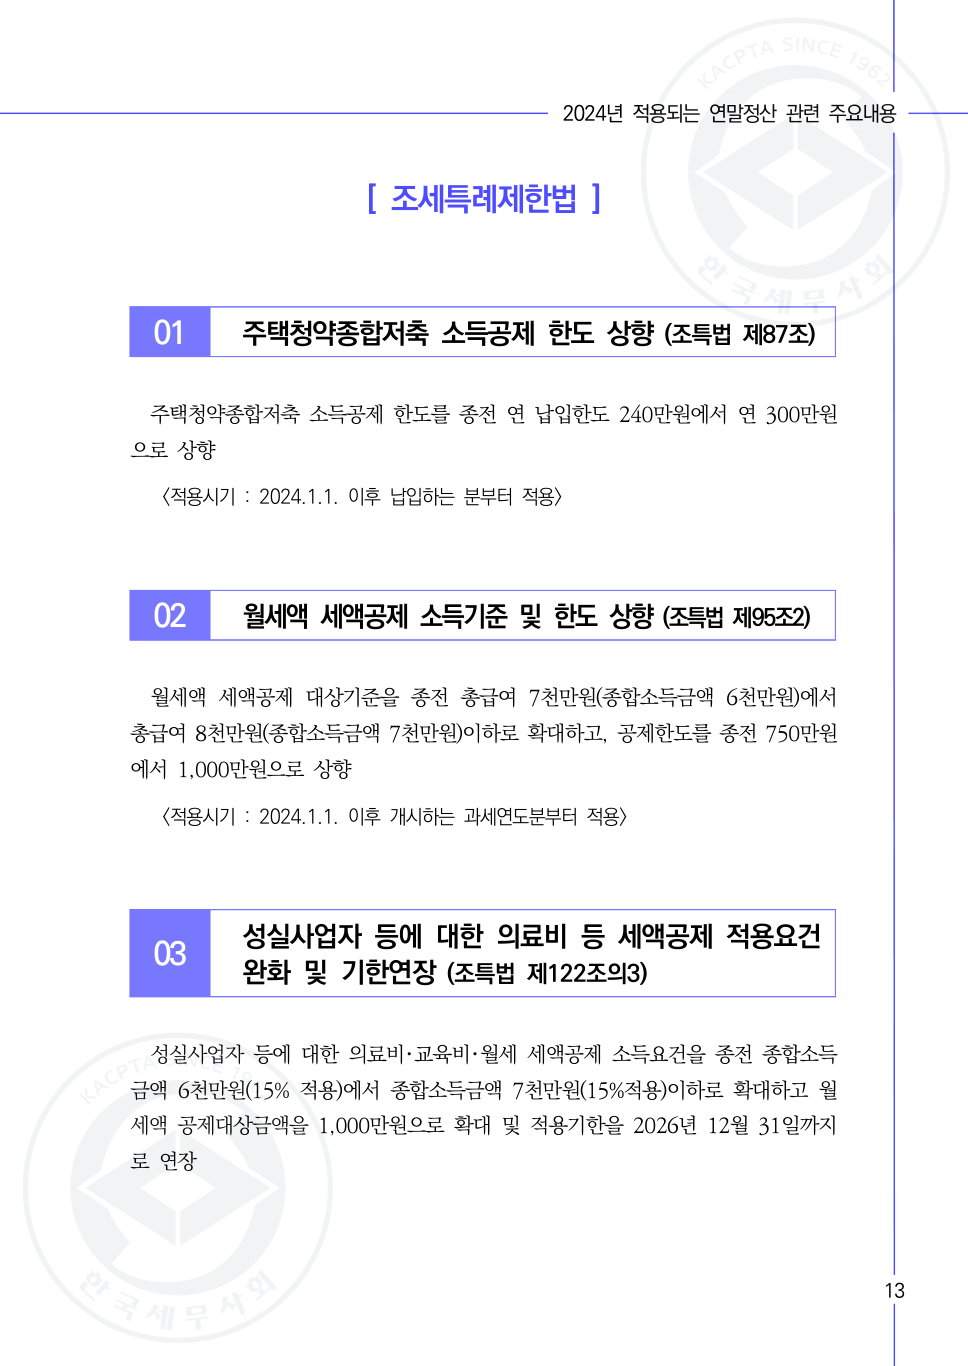 KACPTA SINCE 1962
2024년 적용되는 연말정산 관련 주요내용
[ 조세특례제한법 ]
한국세무사회
01 주택청약종합저축 소득공제 한도 상향 (조특법 제87조)
주택청약종합저축 소득공제 한도를 종전 연 납입한도 240만원에서 연 300만원
으로 상향
〈적용시기 : 2024.1.1. 이후 납입하는 분부터 적용〉
02 월세액 세액공제 소득기준 및 한도 상향 (조특법 제95조2)
월세액 세액공제 대상기준을 종전 총급여 7천만원(종합소득금액 6천만원)에서
총급여 8천만원(종합소득금액 7천만원)이하로 확대하고, 공제한도를 종전 750만원
에서 1,000만원으로 상향
〈적용시기 : 2024.1.1. 이후 개시하는 과세연도분부터 적용〉
03 성실사업자 등에 대한 의료비 등 세액공제 적용요건
완화 및 기한연장 (조특법 제122조의3)
성실사업자 등에 대한 의료비·교육비·월세 세액공제 소득요건을 종전 종합소득
금액 6천만원(15% 적용)에서 종합소득금액 7천만원(15%적용)이하로 확대하고 월
세액 공제대상금액을 1,000만원으로 확대 및 적용기한을 2026년 12월 31일까지
로 연장
KACPTA SINCE 19
한국세무사회
13